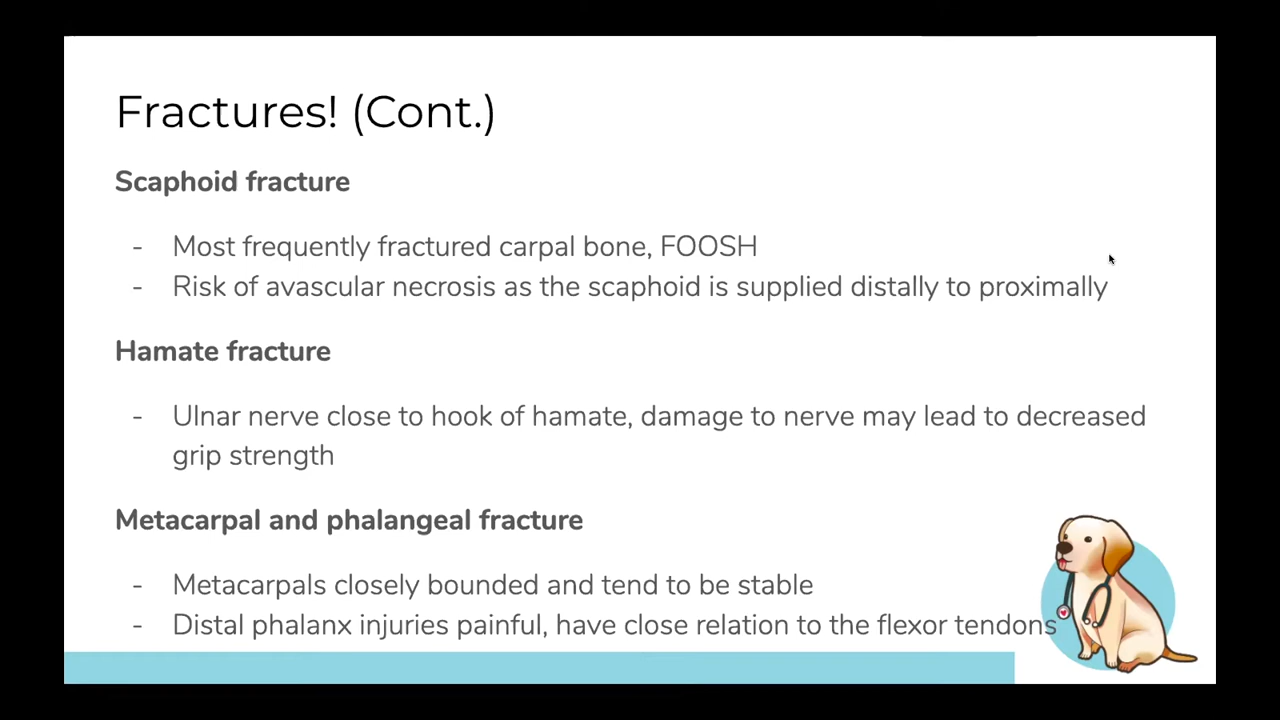 Fractures! (Cont.)
Scaphoid fracture
- Most frequently fractured carpal bone, FOOSH
- Risk of avascular necrosis as the scaphoid is supplied distally to proximally
Hamate fracture
- Ulnar nerve close to hook of hamate, damage to nerve may lead to decreased
grip strength
Metacarpal and phalangeal fracture
- Metacarpals closely bounded and tend to be stable
- Distal phalanx injuries painful, have close relation to the flexor tendons